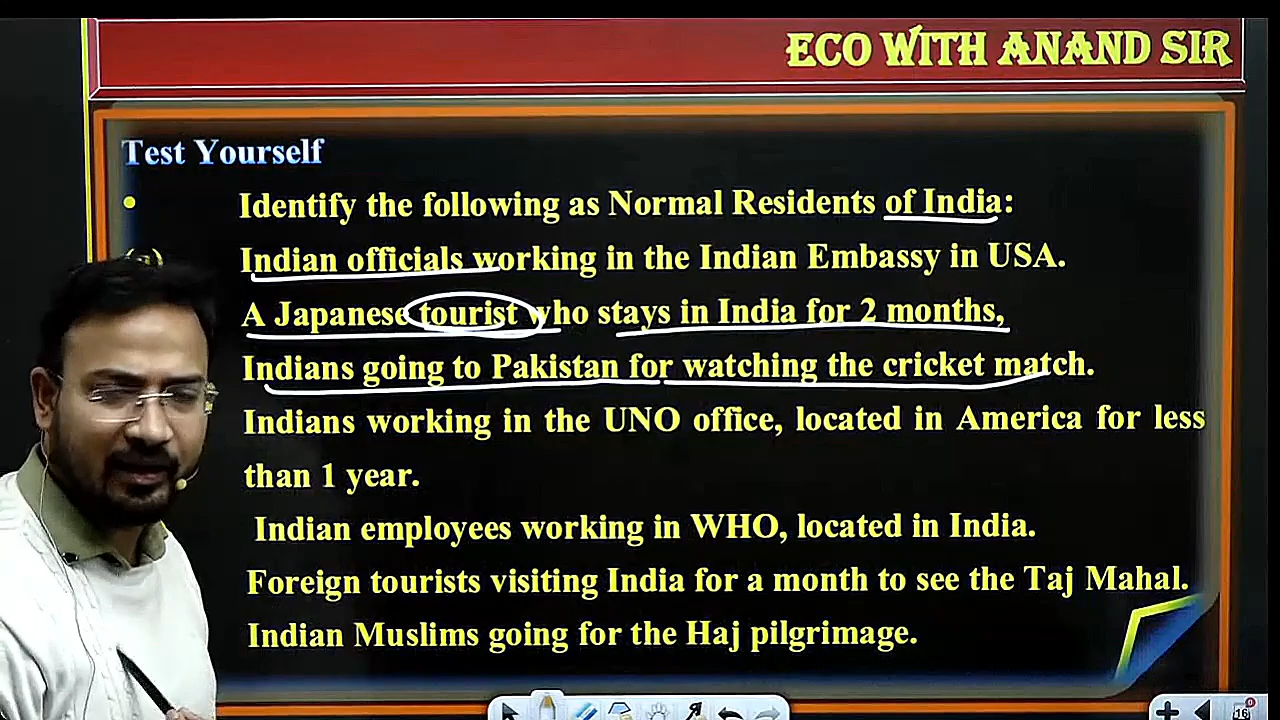 ECO WITH ANAND SIR
Test Yourself
• Identify the following as Normal Residents of India:
Indian officials working in the Indian Embassy in USA.
A Japanese tourist who stays in India for 2 months,
Indians going to Pakistan for watching the cricket match.
Indians working in the UNO office, located in America for less
than 1 year.
Indian employees working in WHO, located in India.
Foreign tourists visiting India for a month to see the Taj Mahal.
Indian Muslims going for the Haj pilgrimage.
16